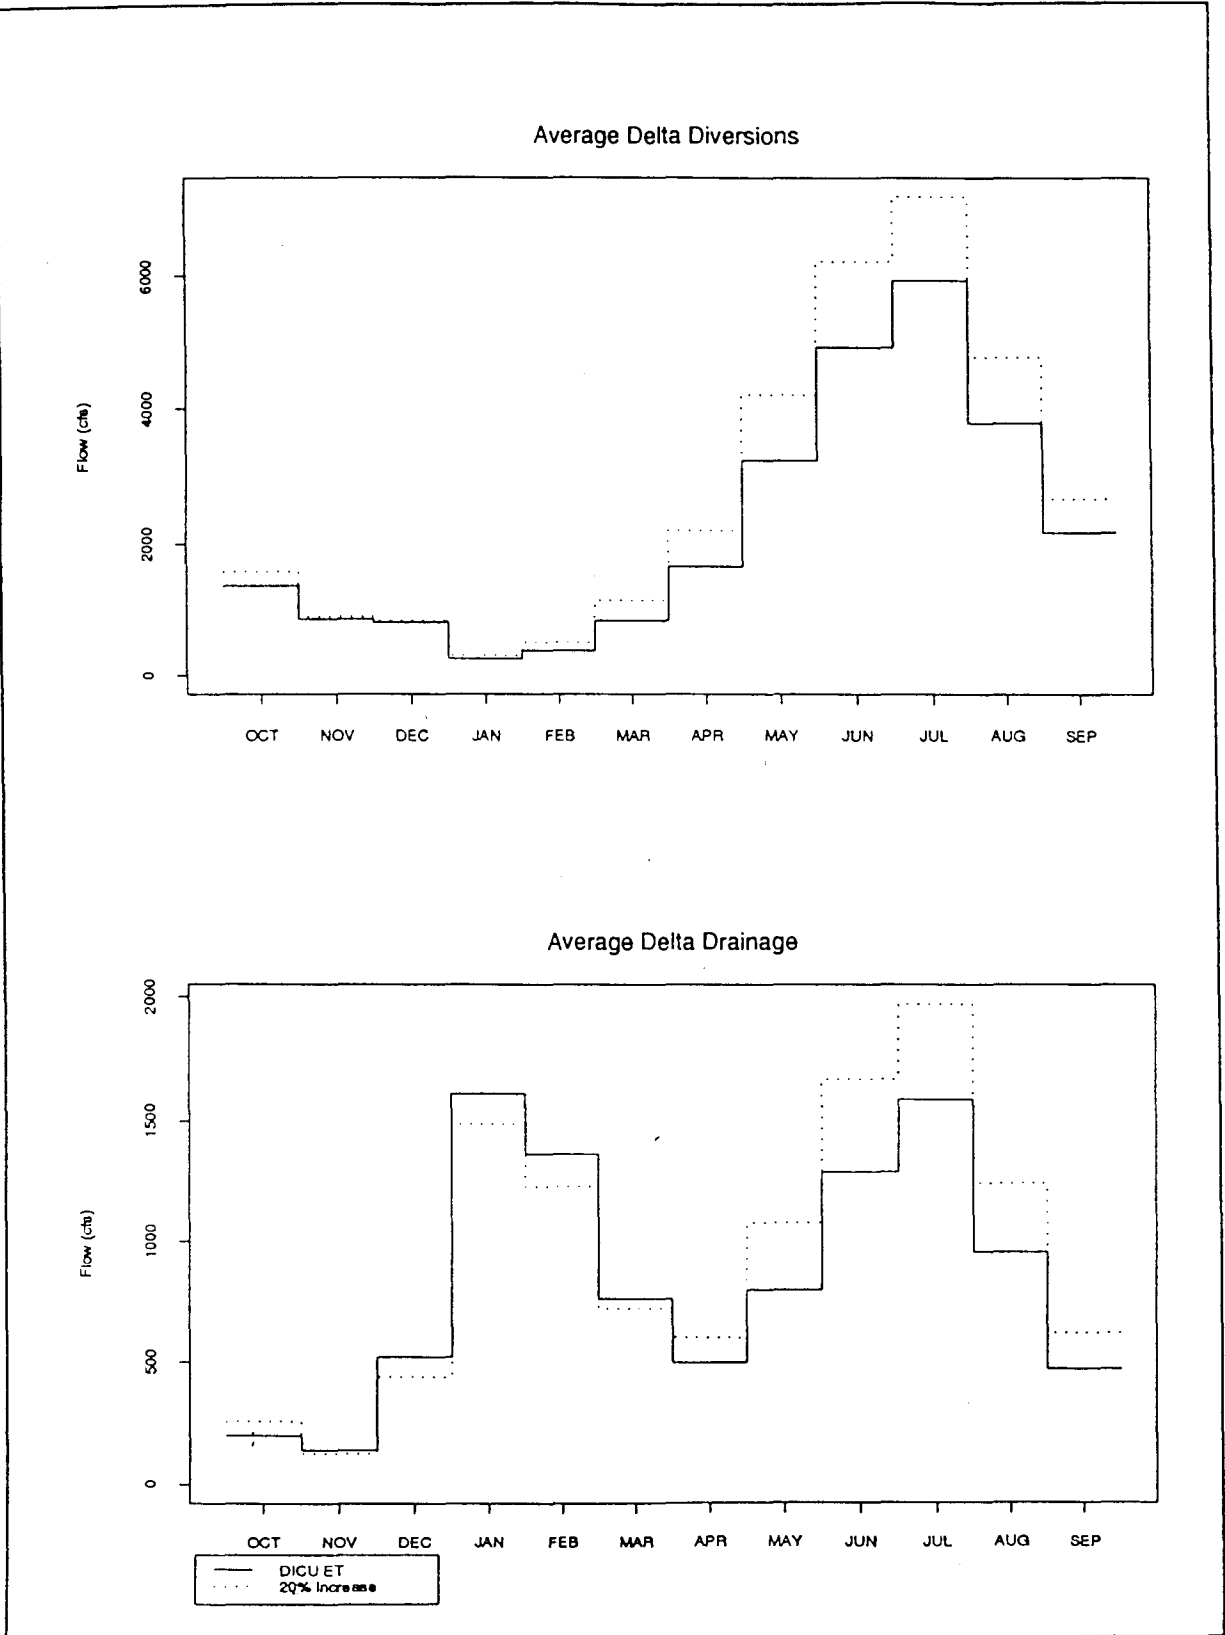 Average Delta Diversions
6000
4000
2000
0
Flow (cfs)
OCT NOV DEC JAN FEB MAR APR MAY JUN JUL AUG SEP
Average Delta Drainage
2000
1500
1000
500
0
Flow (cfs)
OCT NOV DEC JAN FEB MAR APR MAY JUN JUL AUG SEP
DICU ET
20% Increase